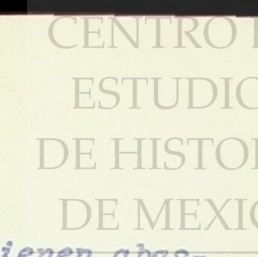 CENTRO
ESTUDIO
DE HISTO
DE MEXIC
ienen abas-